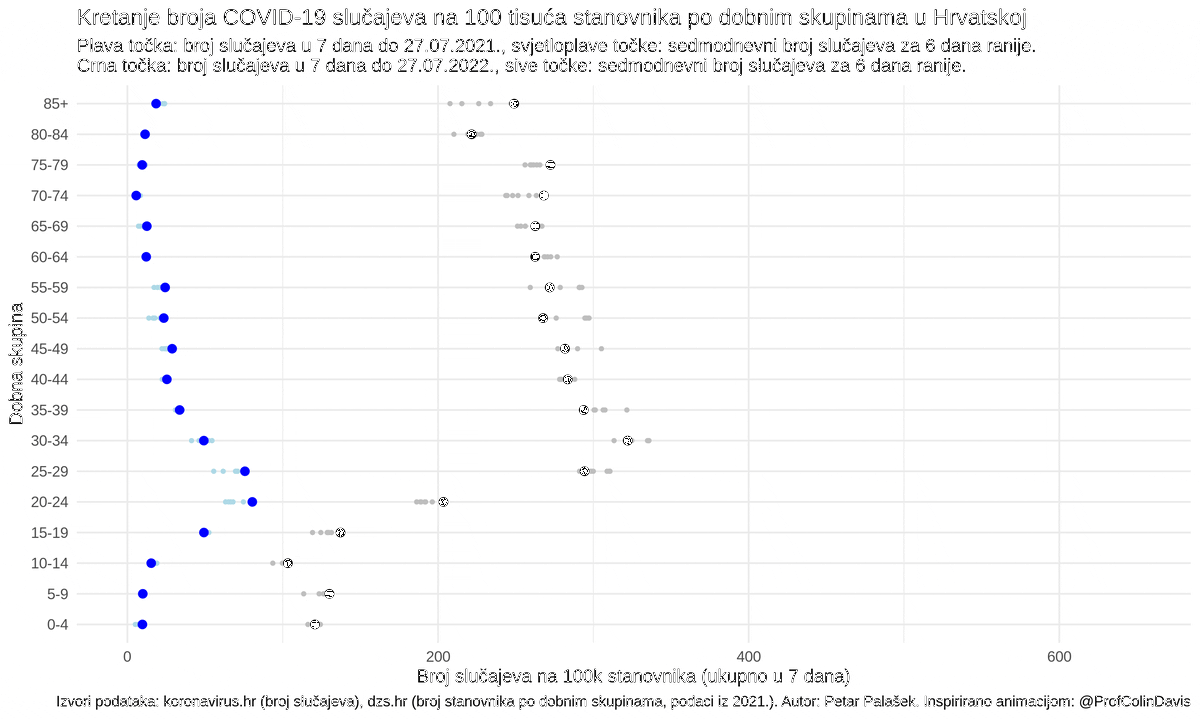 Kretanje broja COVID-19 slučajeva na 100 tisuća stanovnika po dobnim skupinama u Hrvatskoj
Plava točka: broj slučajeva u 7 dana do 27.07.2021., svjetloplave točke: sedmodnevni broj slučajeva za 6 dana ranije.
Crna točka: broj slučajeva u 7 dana do 27.07.2022., sive točke: sedmodnevni broj slučajeva za 6 dana ranije.
Dobna skupina
85+
80-84
75-79
70-74
65-69
60-64
55-59
50-54
45-49
40-44
35-39
30-34
25-29
20-24
15-19
10-14
5-9
0-4
0 200 400 600
Broj slučajeva na 100k stanovnika (ukupno u 7 dana)
Izvori podataka: koronavirus.hr (broj slučajeva), dzs.hr (broj stanovnika po dobnim skupinama, podaci iz 2021.). Autor: Petar Palašek. Inspirirano animacijom: @ProfColinDavis